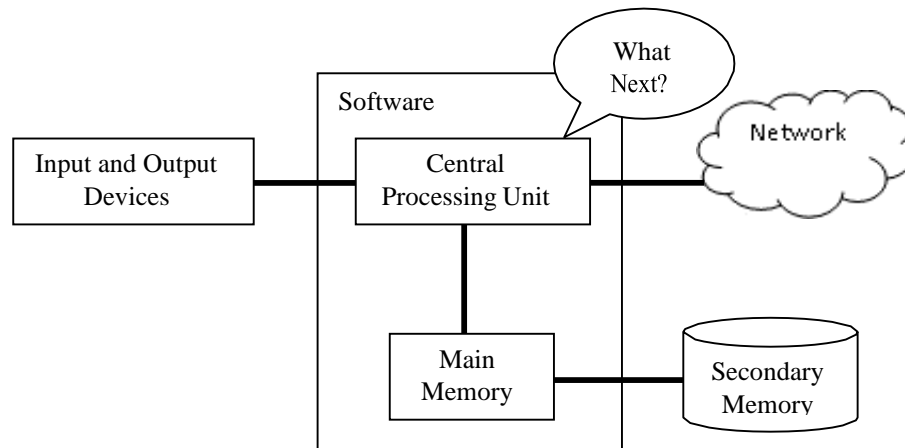 What
Next?
Software
Network
Input and Output
Devices
Central
Processing Unit
Main
Memory
Secondary
Memory